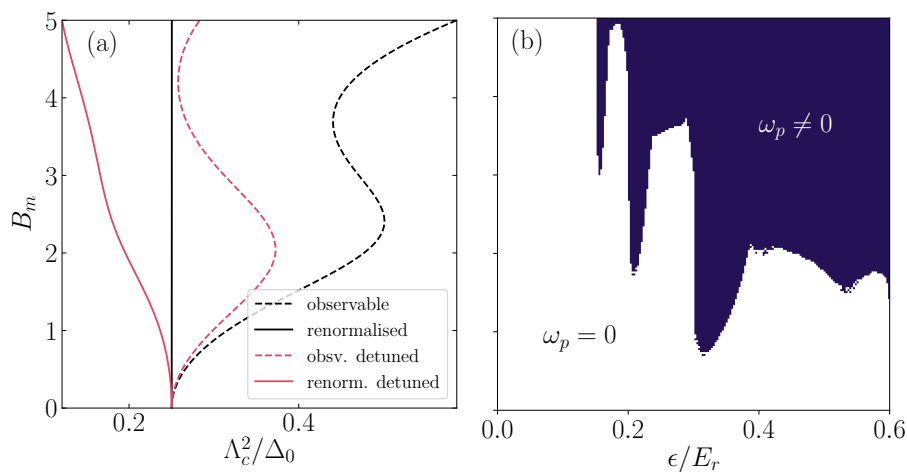 (a)
5
4
3
2
1
0
B_m
observable
renormalised
obsv. detuned
renorm. detuned
0.2
0.4
Λ_c^2/Δ_0
(b)
ω_p ≠ 0
ω_p = 0
0.0
0.2
0.4
0.6
ϵ/E_r